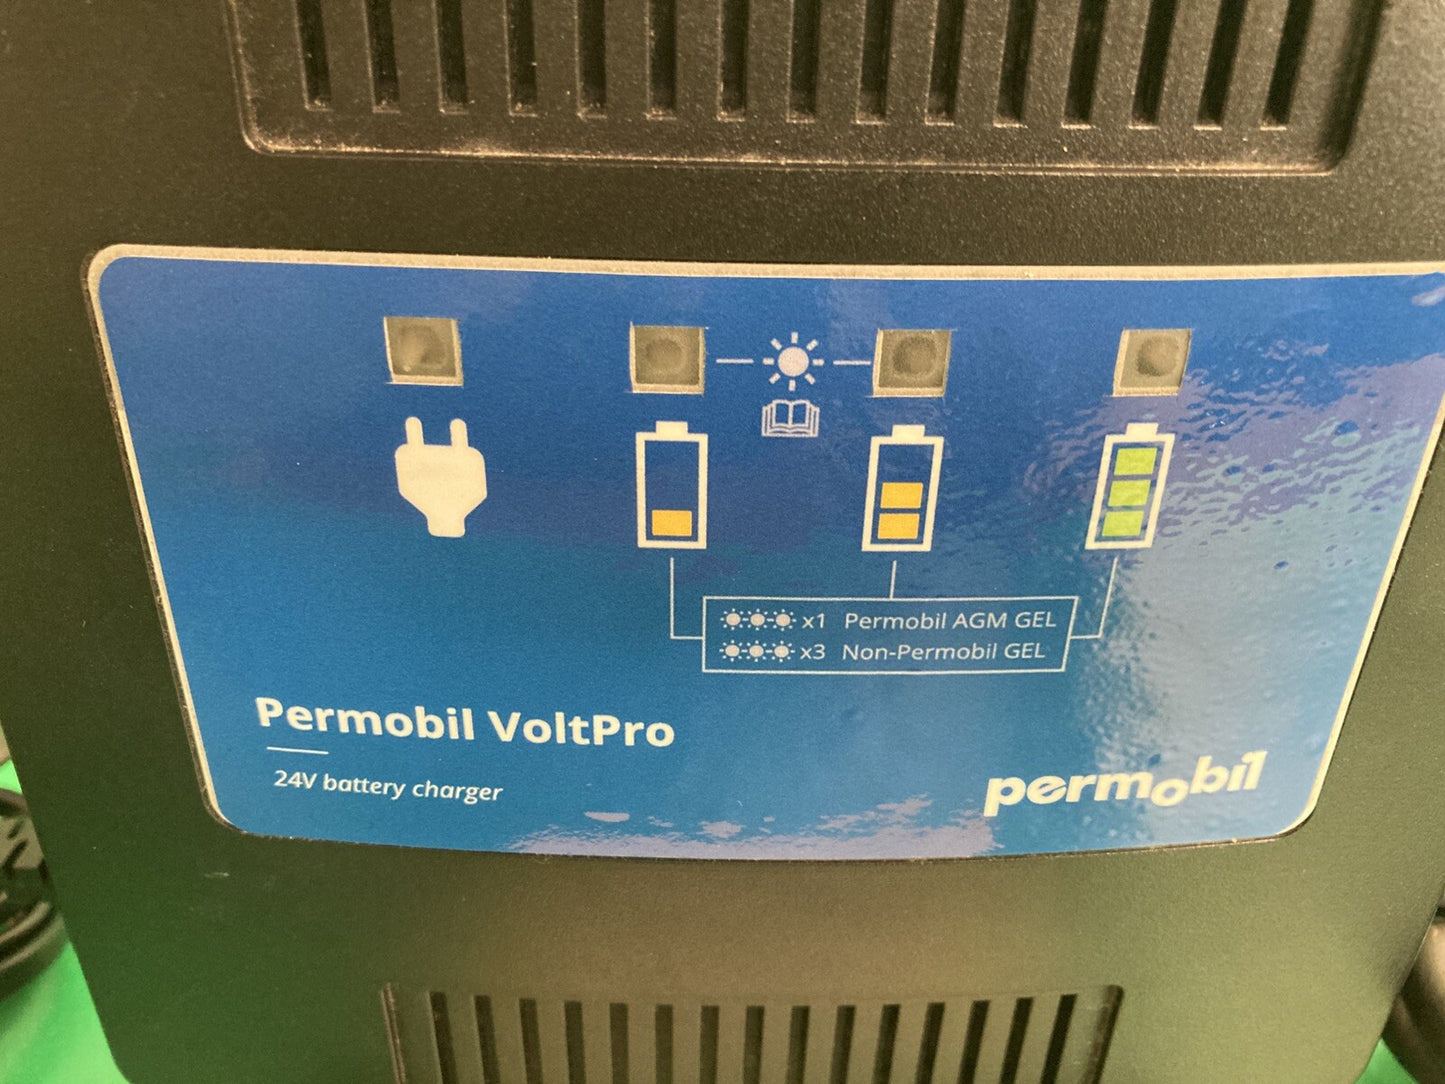 x1 Permobil AGM GEL
x3 Non-Permobil GEL
Permobil VoltPro
24V battery charger
permobil